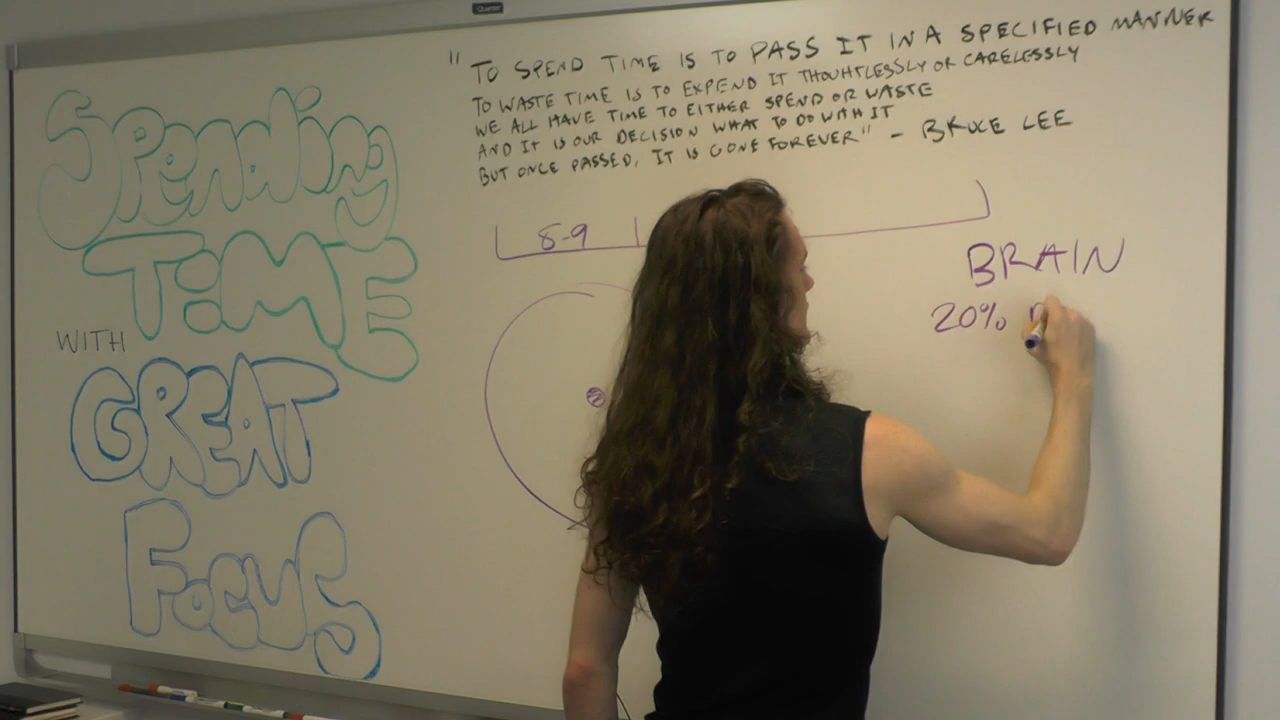 Quartet
Spending
TiME
WITH
GREAT
FOCUS
"TO SPEND TIME IS TO PASS IT IN A SPECIFIED MANNER
TO WASTE TIME IS TO EXPEND IT THOUHTLESSLY OR CARELESSLY
WE ALL HAVE TIME TO EITHER SPEND OR WASTE
AND IT IS OUR DECISION WHAT TO DO WITH IT
BUT ONCE PASSED, IT IS GONE FOREVER" - BRUCE LEE
8-9
BRAIN
20%